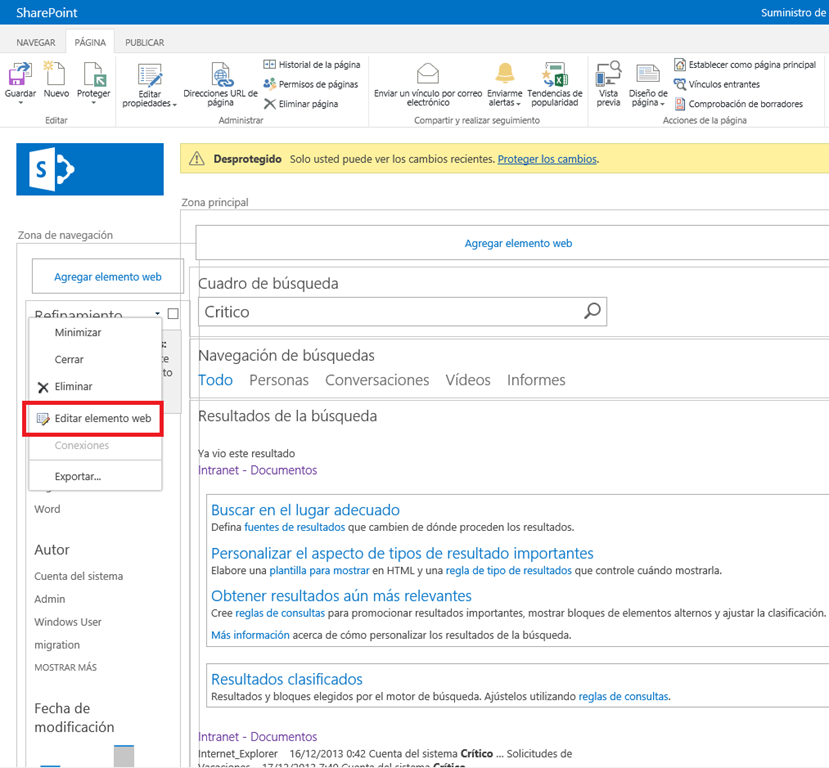 SharePoint
Suministro de
NAVEGAR PÁGINA PUBLICAR
Guardar
Nuevo
Proteger
Editar
Editar
propiedades
Direcciones URL de
página
Historial de la página
Permisos de páginas
Eliminar página
Administrar
Enviar un vínculo por correo
electrónico
Enviarme
alertas
Tendencias de
popularidad
Compartir y realizar seguimiento
Vista
previa
Diseño de
página
Establecer como página principal
Vínculos entrantes
Comprobación de borradores
Acciones de la página
S
Desprotegido Solo usted puede ver los cambios recientes. Proteger los cambios.
Zona de navegación
Agregar elemento web
Refinamiento
Minimizar
Cerrar
Eliminar
Editar elemento web
Conexiones
Exportar...
Word
Autor
Cuenta del sistema
Admin
Windows User
migration
MOSTRAR MÁS
Fecha de
modificación
Zona principal
Agregar elemento web
Cuadro de búsqueda
Critico
Navegación de búsquedas
Todo Personas Conversaciones Vídeos Informes
Resultados de la búsqueda
Ya vio este resultado
Intranet - Documentos
Buscar en el lugar adecuado
Defina fuentes de resultados que cambien de dónde proceden los resultados.
Personalizar el aspecto de tipos de resultado importantes
Elabore una plantilla para mostrar en HTML y una regla de tipo de resultados que controle cuándo mostrarla.
Obtener resultados aún más relevantes
Cree reglas de consultas para promocionar resultados importantes, mostrar bloques de elementos alternos y ajustar la clasificación.
Más información acerca de cómo personalizar los resultados de la búsqueda.
Resultados clasificados
Resultados y bloques elegidos por el motor de búsqueda. Ajústelos utilizando reglas de consultas.
Intranet - Documentos
Internet_Explorer 16/12/2013 0:42 Cuenta del sistema Crítico ... Solicitudes de
Vacaciones 17/12/2013 7:40 Cuenta del sistema Crítico